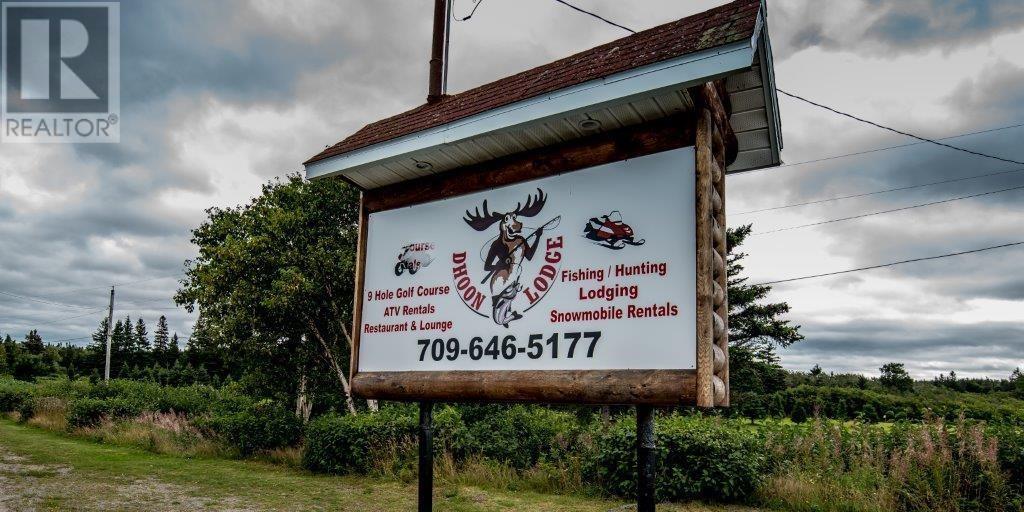 REALTOR®
DHOON LODGE
9 Hole Golf Course
ATV Rentals
Restaurant & Lounge
Fishing / Hunting
Lodging
Snowmobile Rentals
709-646-5177